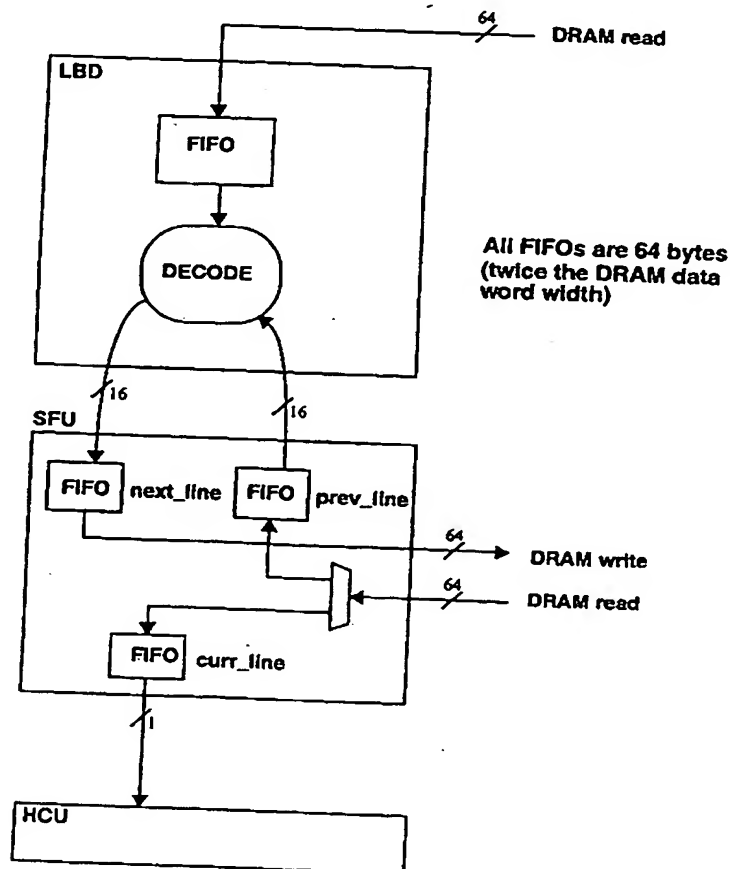 64
DRAM read
LBD
FIFO
DECODE
All FIFOs are 64 bytes
(twice the DRAM data
word width)
16
16
SFU
FIFO next_line
FIFO prev_line
64
DRAM write
64
DRAM read
FIFO curr_line
1
HCU